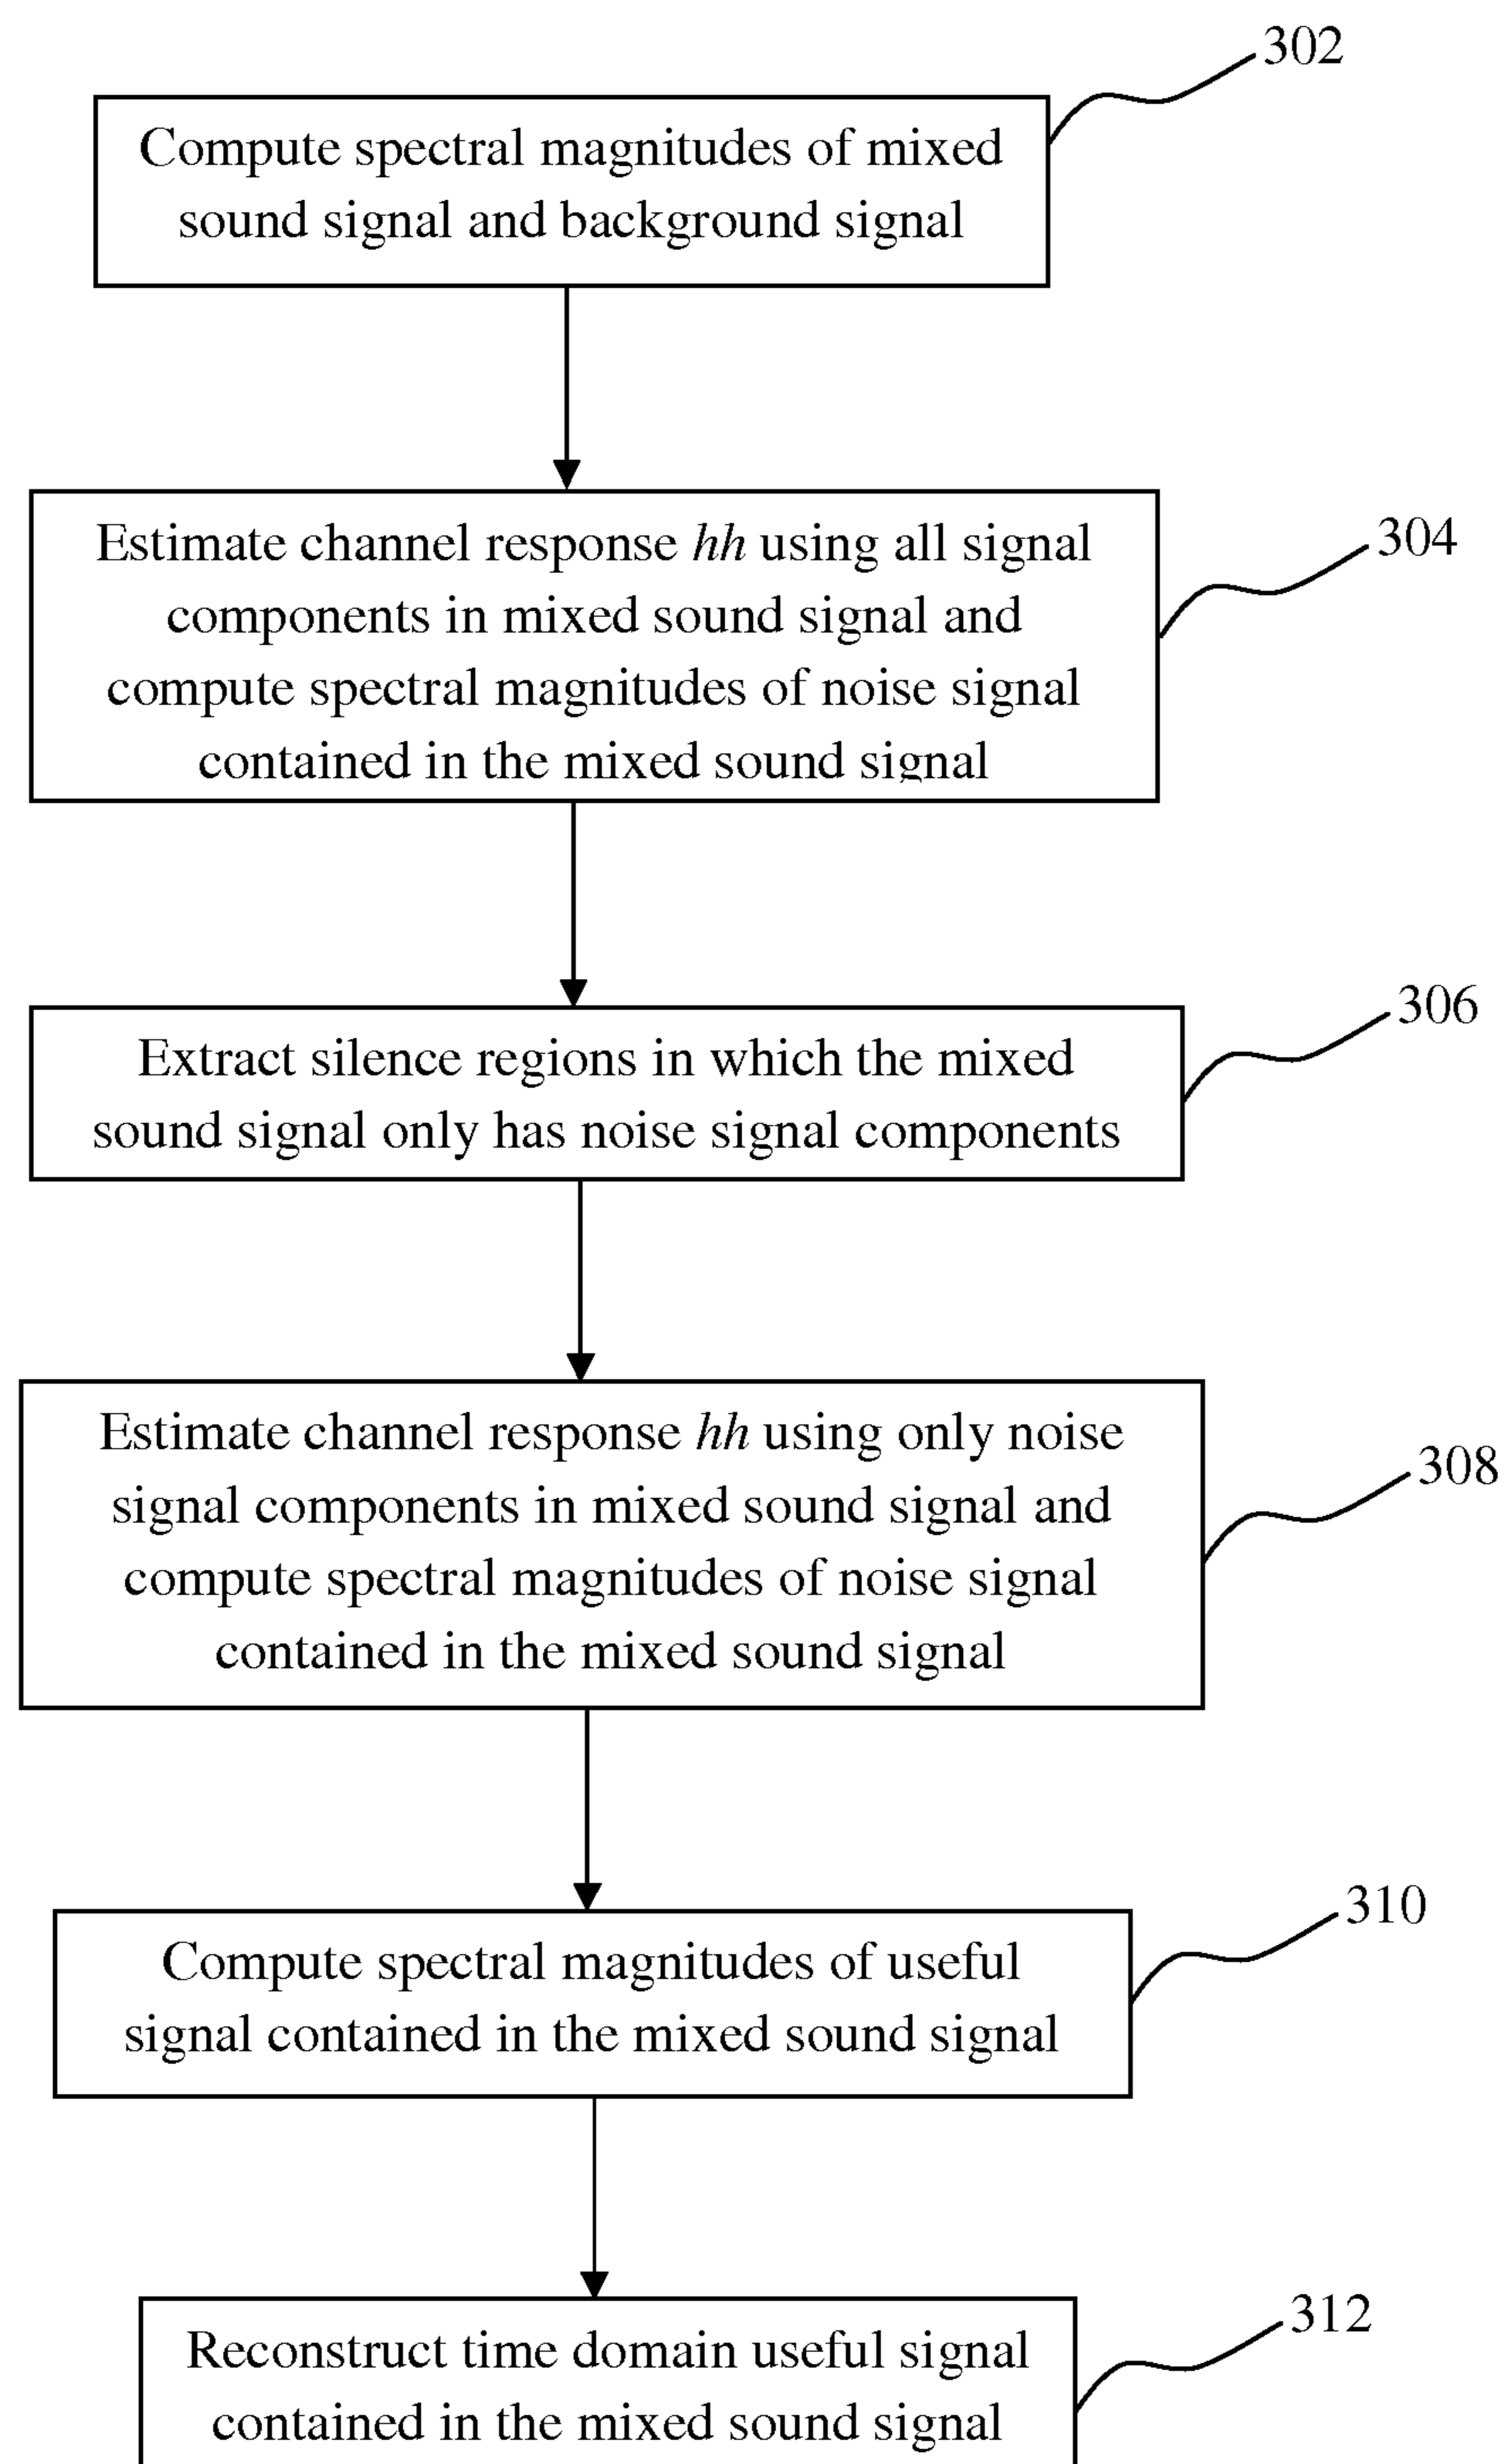 302
Compute spectral magnitudes of mixed
sound signal and background signal
304
Estimate channel response hh using all signal
components in mixed sound signal and
compute spectral magnitudes of noise signal
contained in the mixed sound signal
306
Extract silence regions in which the mixed
sound signal only has noise signal components
308
Estimate channel response hh using only noise
signal components in mixed sound signal and
compute spectral magnitudes of noise signal
contained in the mixed sound signal
310
Compute spectral magnitudes of useful
signal contained in the mixed sound signal
312
Reconstruct time domain useful signal
contained in the mixed sound signal